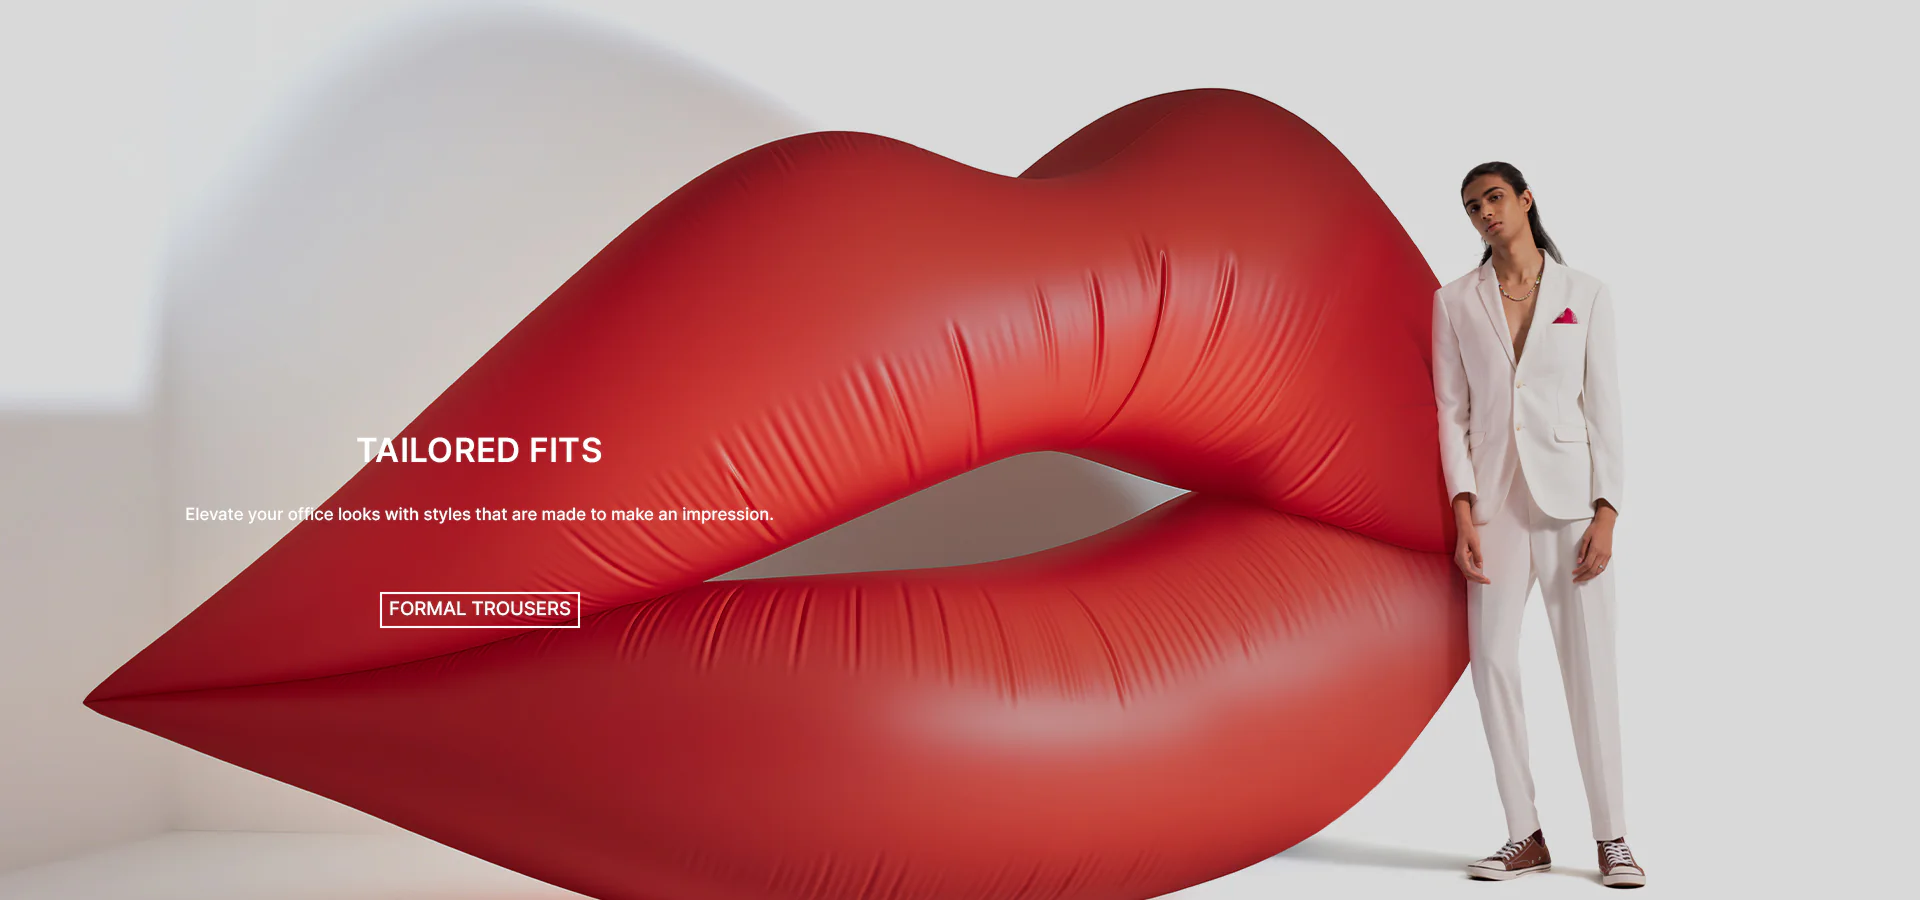 TAILORED FITS
Elevate your office looks with styles that are made to make an impression.
FORMAL TROUSERS